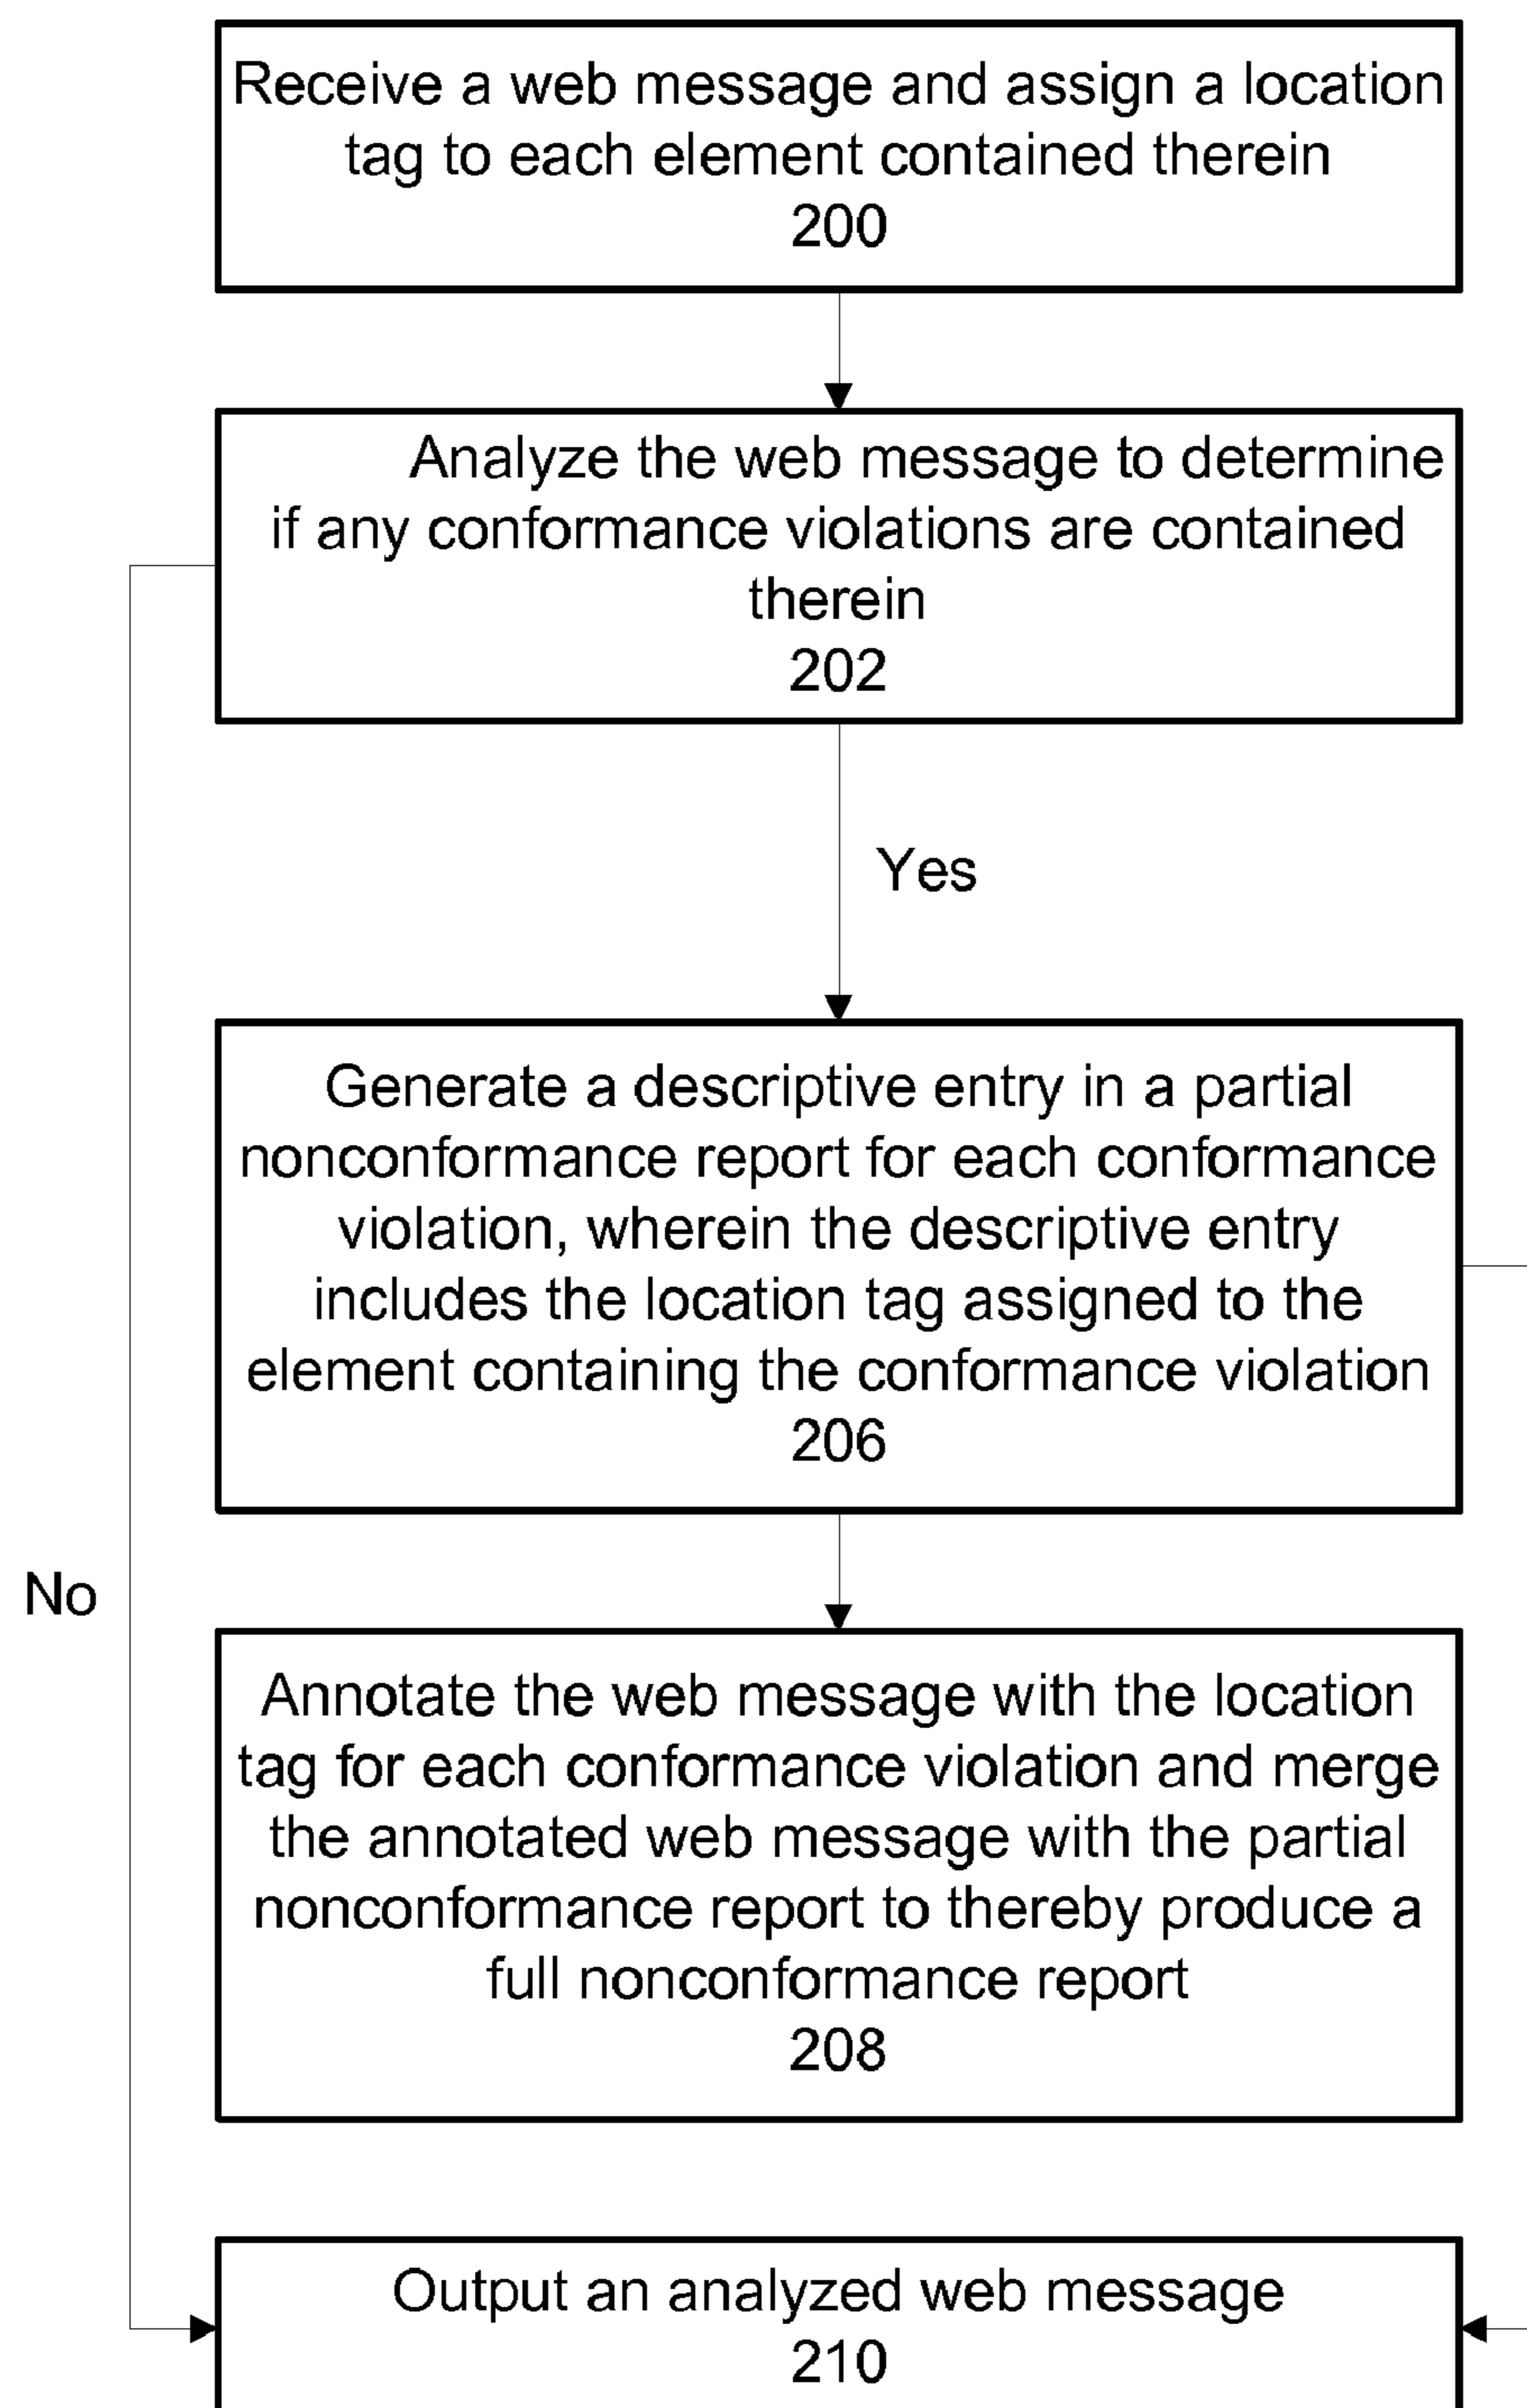 Receive a web message and assign a location
tag to each element contained therein
200
Analyze the web message to determine
if any conformance violations are contained
therein
202
Yes
Generate a descriptive entry in a partial
nonconformance report for each conformance
violation, wherein the descriptive entry
includes the location tag assigned to the
element containing the conformance violation
206
No
Annotate the web message with the location
tag for each conformance violation and merge
the annotated web message with the partial
nonconformance report to thereby produce a
full nonconformance report
208
Output an analyzed web message
210